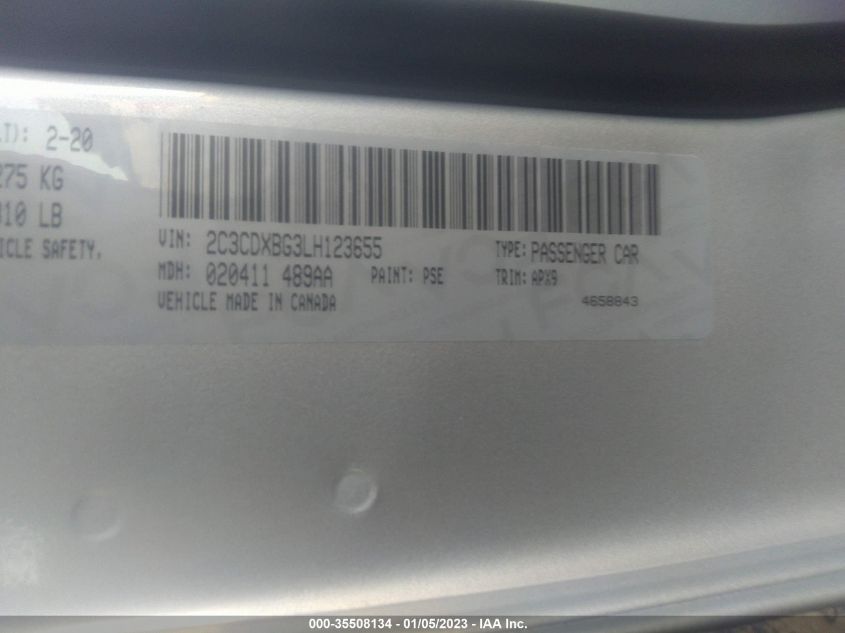 LT): 2-20
275 KG
010 LB
ICLE SAFETY,
VIN: 2C3CDXBG3LH123655
TYPE: PASSENGER CAR
MDH: 020411 489AA PAINT: PSE
TRIM: APX9
VEHICLE MADE IN CANADA
4658843
000-35508134 - 01/05/2023 - IAA Inc.